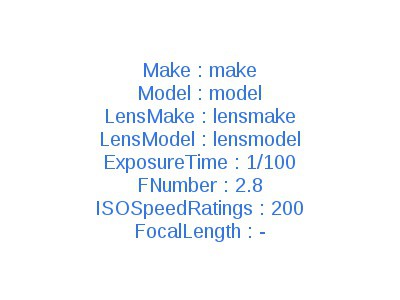 Make : make
Model : model
LensMake : lensmake
LensModel : lensmodel
ExposureTime : 1/100
FNumber : 2.8
ISOSpeedRatings : 200
FocalLength : -